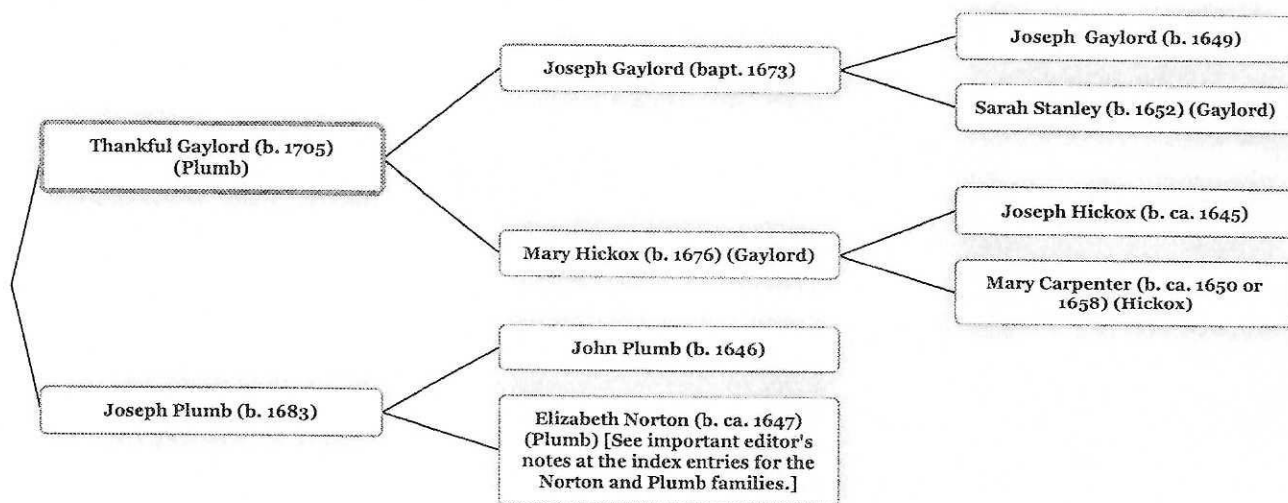 Joseph Gaylord (b. 1649)
Joseph Gaylord (bapt. 1673)
Sarah Stanley (b. 1652) (Gaylord)
Thankful Gaylord (b. 1705)
(Plumb)
Joseph Hickox (b. ca. 1645)
Mary Hickox (b. 1676) (Gaylord)
Mary Carpenter (b. ca. 1650 or
1658) (Hickox)
John Plumb (b. 1646)
Joseph Plumb (b. 1683)
Elizabeth Norton (b. ca. 1647)
(Plumb) [See important editor's
notes at the index entries for the
Norton and Plumb families.]